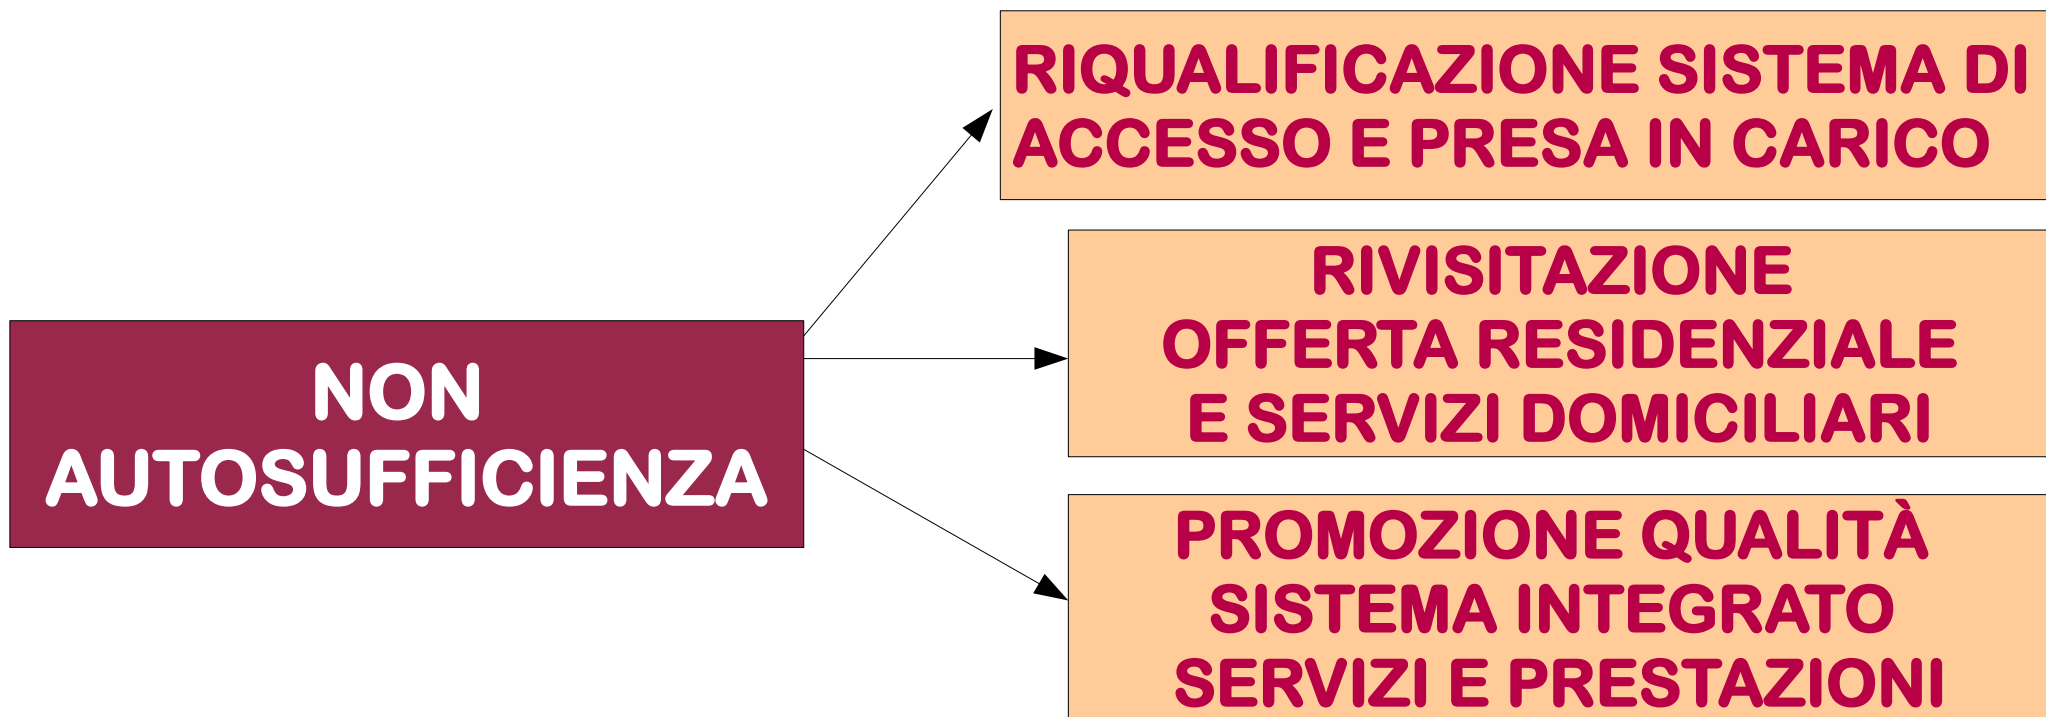 NON
AUTOSUFFICIENZA
RIQUALIFICAZIONE SISTEMA DI
ACCESSO E PRESA IN CARICO
RIVISITAZIONE
OFFERTA RESIDENZIALE
E SERVIZI DOMICILIARI
PROMOZIONE QUALITÀ
SISTEMA INTEGRATO
SERVIZI E PRESTAZIONI